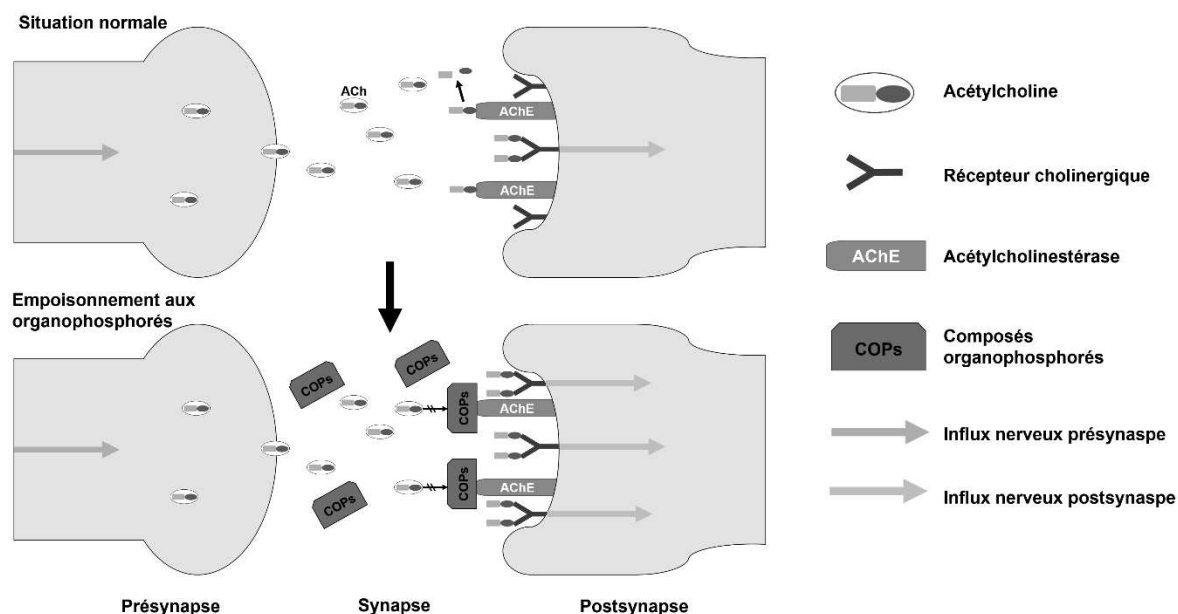 Situation normale
ACh
AChE
AChE
Empoisonnement aux
organophosphorés
COPs
COPs
COPs
AChE
COPs
AChE
COPs
Présynapse
Synapse
Postsynapse
Acétylcholine
Récepteur cholinergique
AChE
Acétylcholinestérase
COPs
Composés
organophosphorés
Influx nerveux présynaspe
Influx nerveux postsynaspe